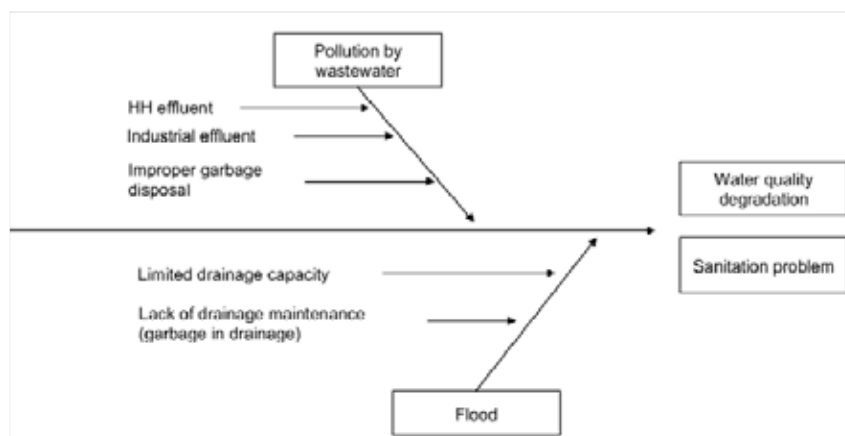 Pollution by
wastewater
HH effluent
Industrial effluent
Improper garbage
disposal
Water quality
degradation
Sanitation problem
Limited drainage capacity
Lack of drainage maintenance
(garbage in drainage)
Flood